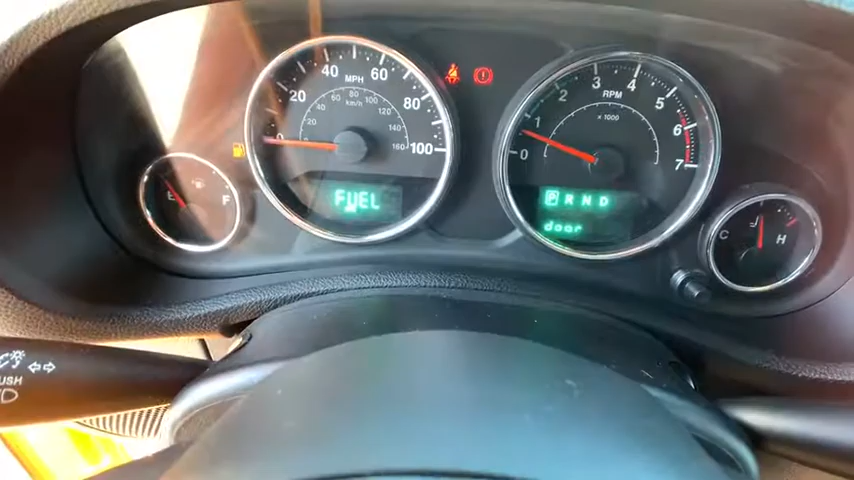 0 20 40 60 80 100
MPH
20 40 60 80 100 120 140 160
km/h
FUEL
F
0 1 2 3 4 5 6 7
RPM
x 1000
P R N D
door
C H
PUSH